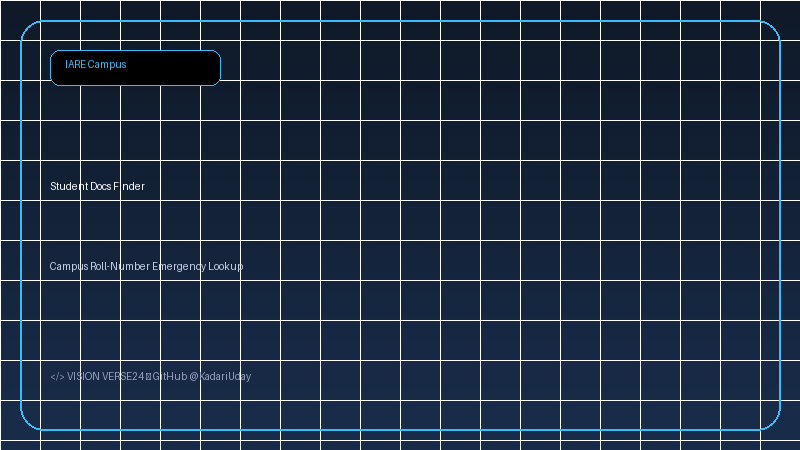 IARE Campus
Student Docs Finder
Campus Roll-Number Emergency Lookup
</> VISION VERSE24 GitHub @KadariUday